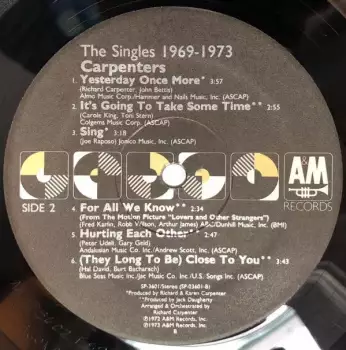 The Singles 1969-1973
Carpenters
1. Yesterday Once More* 3:57
(Richard Carpenter, John Bettis)
Almo Music Corp./Hammer and Nails Music, Inc. (ASCAP)
2. It's Going To Take Some Time** 2:55
(Carole King, Toni Stern)
Colgems Music Corp. (ASCAP)
3. Sing* 3:18
(Joe Raposo) Jonico Music, Inc. (ASCAP)
A&M
RECORDS
SIDE 2
4. For All We Know** 2:34
(From The Motion Picture "Lovers and Other Strangers")
(Fred Karlin, Robb Wilson, Arthur James) ABC/Dunhill Music, Inc. (BMI)
5. Hurting Each Other** 2:47
(Peter Udell, Gary Geld)
Andalusian Music Co. Inc./Andrew Scott, Inc. (ASCAP)
6. (They Long To Be) Close To You** 3:43
(Hal David, Burt Bacharach)
Blue Seas Music Inc./Jac Music Co. Inc./U.S. Songs Inc. (ASCAP)
SP-3601/Stereo (SP-03601-B)
*Produced by Richard & Karen Carpenter
**Produced by Jack Daugherty
Arranged & Orchestrated by
Richard Carpenter
℗1973 A&M Records, Inc.
©1973 A&M Records, Inc.